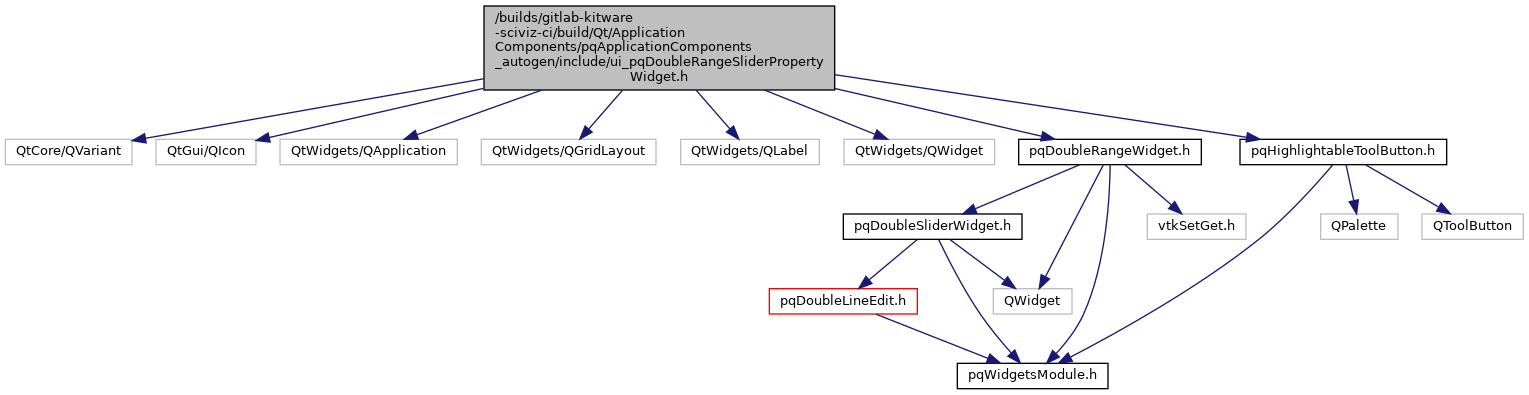 /builds/gitlab-kitware
-sciviz-ci/build/Qt/Application
Components/pqApplicationComponents
_autogen/include/ui_pqDoubleRangeSliderProperty
Widget.h
QtCore/QVariant
QtGui/QIcon
QtWidgets/QApplication
QtWidgets/QGridLayout
QtWidgets/QLabel
QtWidgets/QWidget
pqDoubleRangeWidget.h
pqHighlightableToolButton.h
pqDoubleSliderWidget.h
vtkSetGet.h
QPalette
QToolButton
pqDoubleLineEdit.h
QWidget
pqWidgetsModule.h